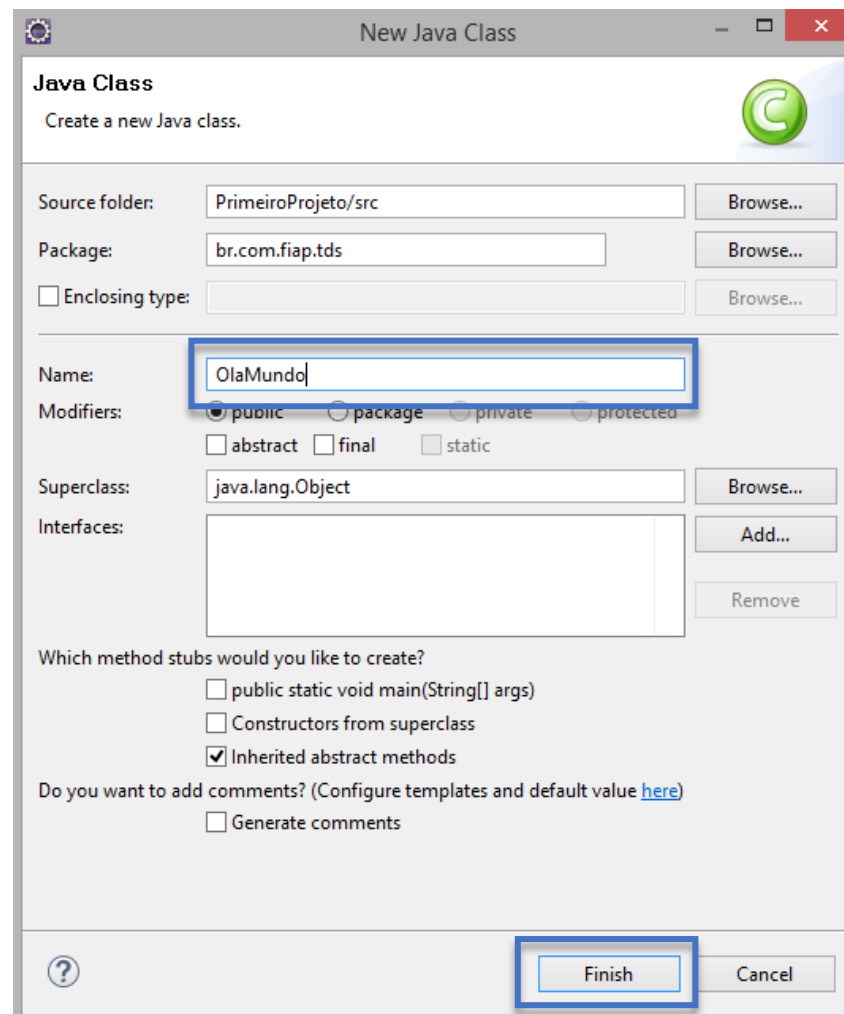 New Java Class
Java Class
Create a new Java class.
Source folder: PrimeiroProjeto/src Browse...
Package: br.com.fiap.tds Browse...
Enclosing type: Browse...
Name: OlaMundo
Modifiers: public package private protected
abstract final static
Superclass: java.lang.Object Browse...
Interfaces: Add...
Remove
Which method stubs would you like to create?
public static void main(String[] args)
Constructors from superclass
Inherited abstract methods
Do you want to add comments? (Configure templates and default value here)
Generate comments
Finish Cancel